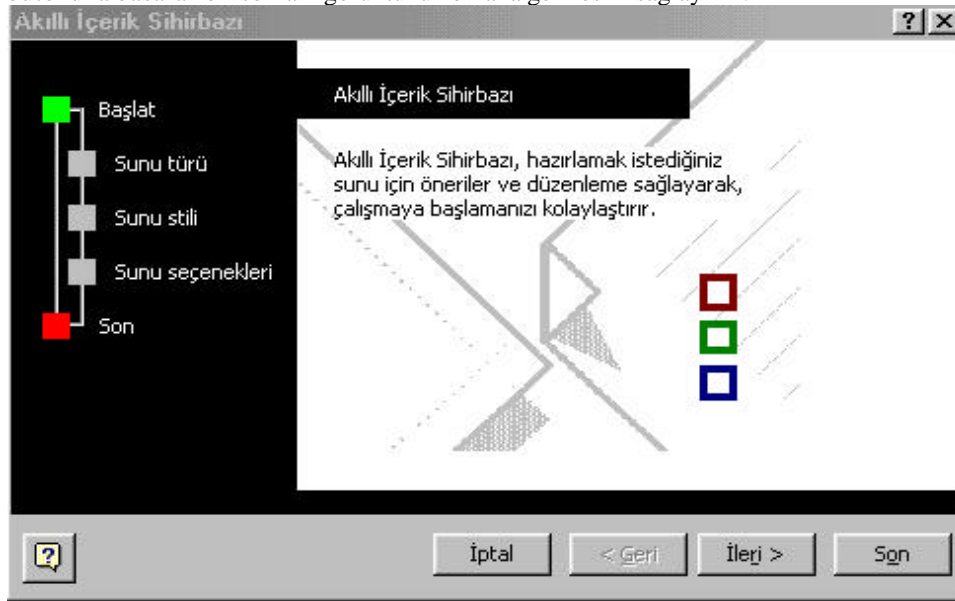 Akıllı İçerik Sihirbazı
Başlat
Sunu türü
Sunu stili
Sunu seçenekleri
Son
Akıllı İçerik Sihirbazı
Akıllı İçerik Sihirbazı, hazırlamak istediğiniz
sunu için öneriler ve düzenleme sağlayarak,
çalışmaya başlamanızı kolaylaştırır.
İptal
< Geri
İleri >
Son